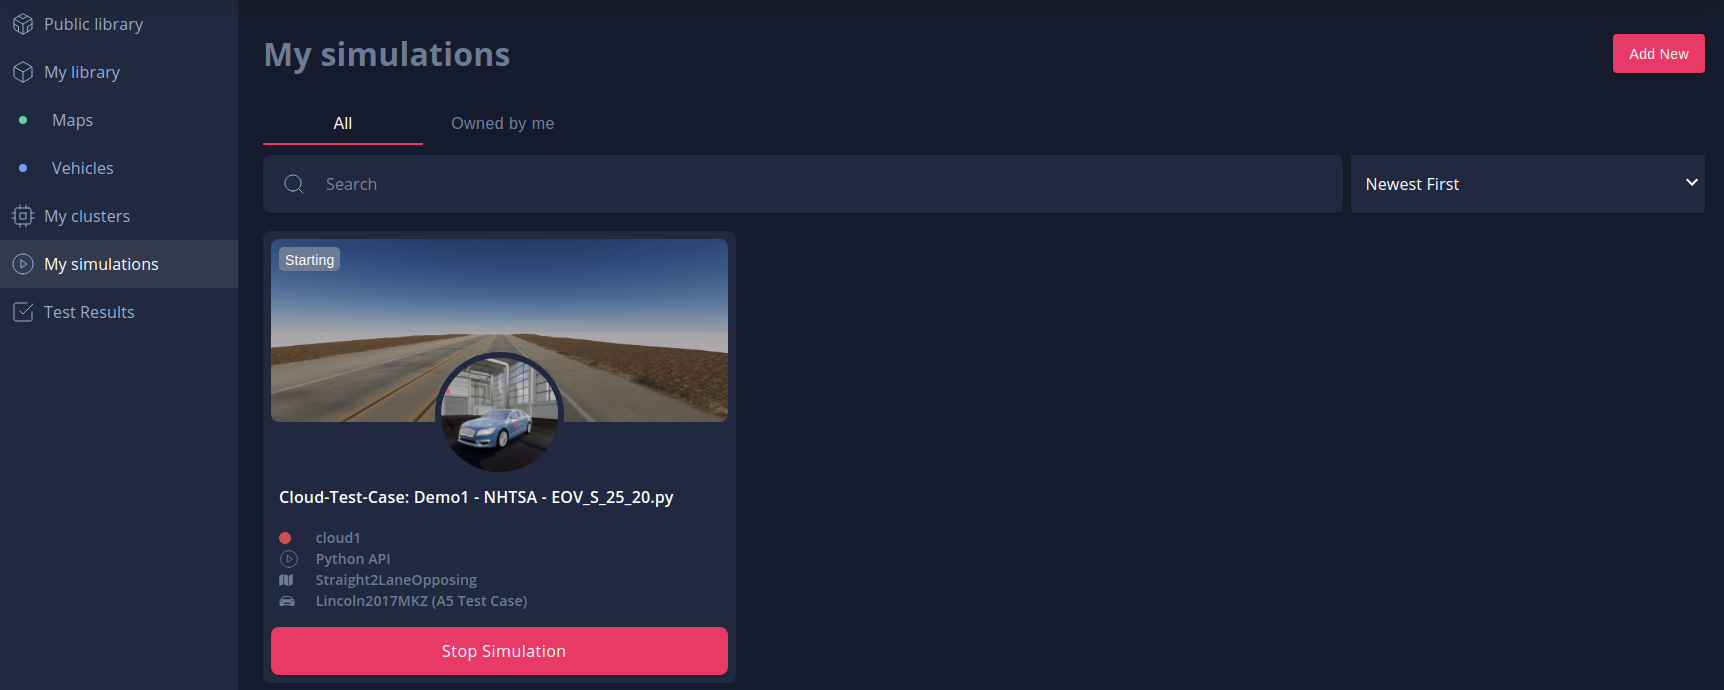 Public library
My library
Maps
Vehicles
My clusters
My simulations
Test Results
My simulations
Add New
All
Owned by me
Search
Newest First
Starting
Cloud-Test-Case: Demo1 - NHTSA - EOV_S_25_20.py
cloud1
Python API
Straight2LaneOpposing
Lincoln2017MKZ (A5 Test Case)
Stop Simulation